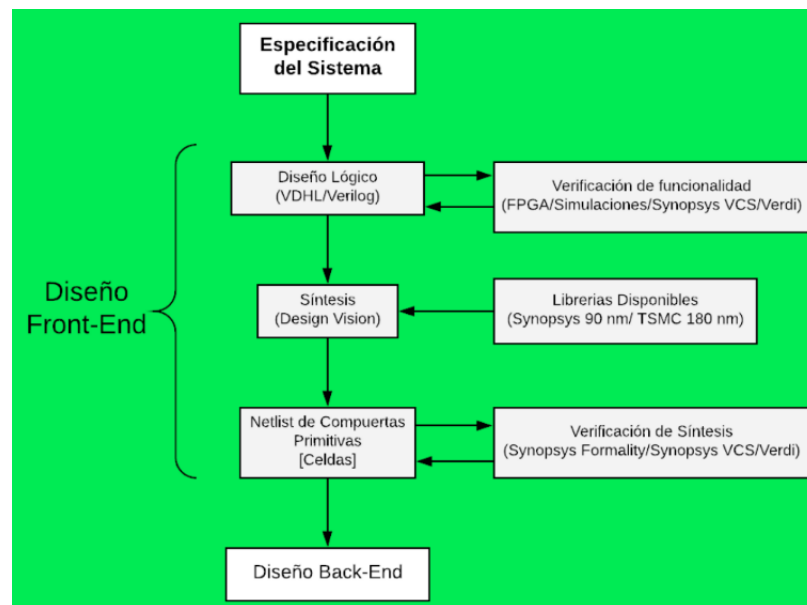 Especificación
del Sistema
Diseño Lógico
(VDHL/Verilog)
Verificación de funcionalidad
(FPGA/Simulaciones/Synopsys VCS/Verdi)
Diseño
Front-End
Síntesis
(Design Vision)
Librerias Disponibles
(Synopsys 90 nm/ TSMC 180 nm)
Netlist de Compuertas
Primitivas
[Celdas]
Verificación de Síntesis
(Synopsys Formality/Synopsys VCS/Verdi)
Diseño Back-End